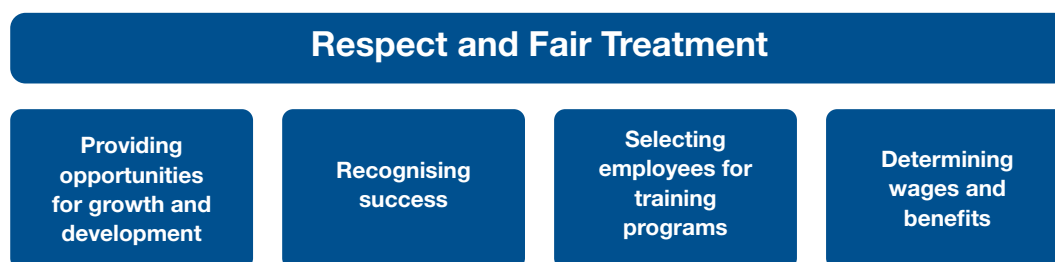 Respect and Fair Treatment
Providing
opportunities
for growth and
development
Recognising
success
Selecting
employees for
training
programs
Determining
wages and
benefits